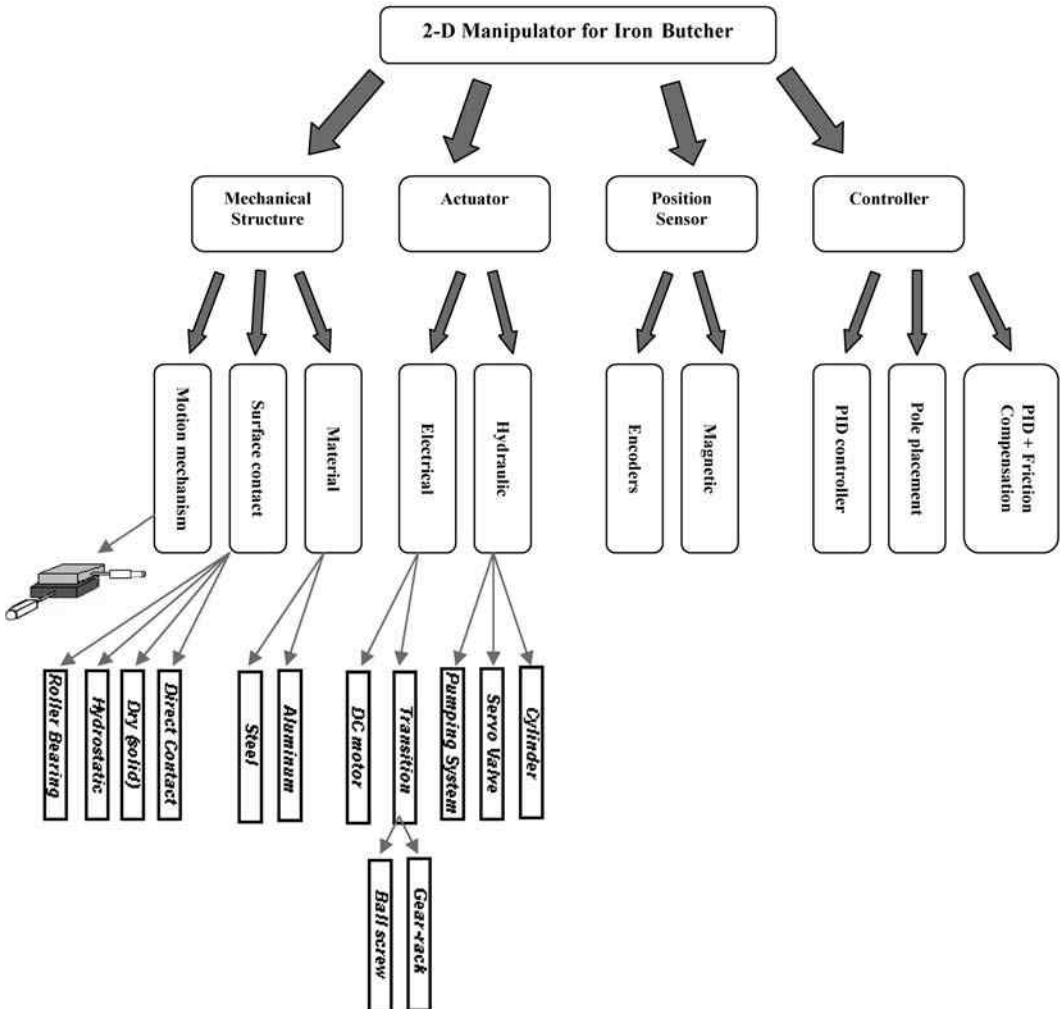 2-D Manipulator for Iron Butcher
Mechanical
Structure
Actuator
Position
Sensor
Controller
Motion mechanism
Surface contact
Material
Electrical
Hydraulic
Encoders
Magnetic
PID controller
Pole placement
PID + Friction
Compensation
Roller Bearing
Hydrostatic
Dry (solid)
Direct Contact
Steel
Aluminum
DC motor
Transition
Pumping System
Servo Valve
Cylinder
Ball screw
Gear-rack